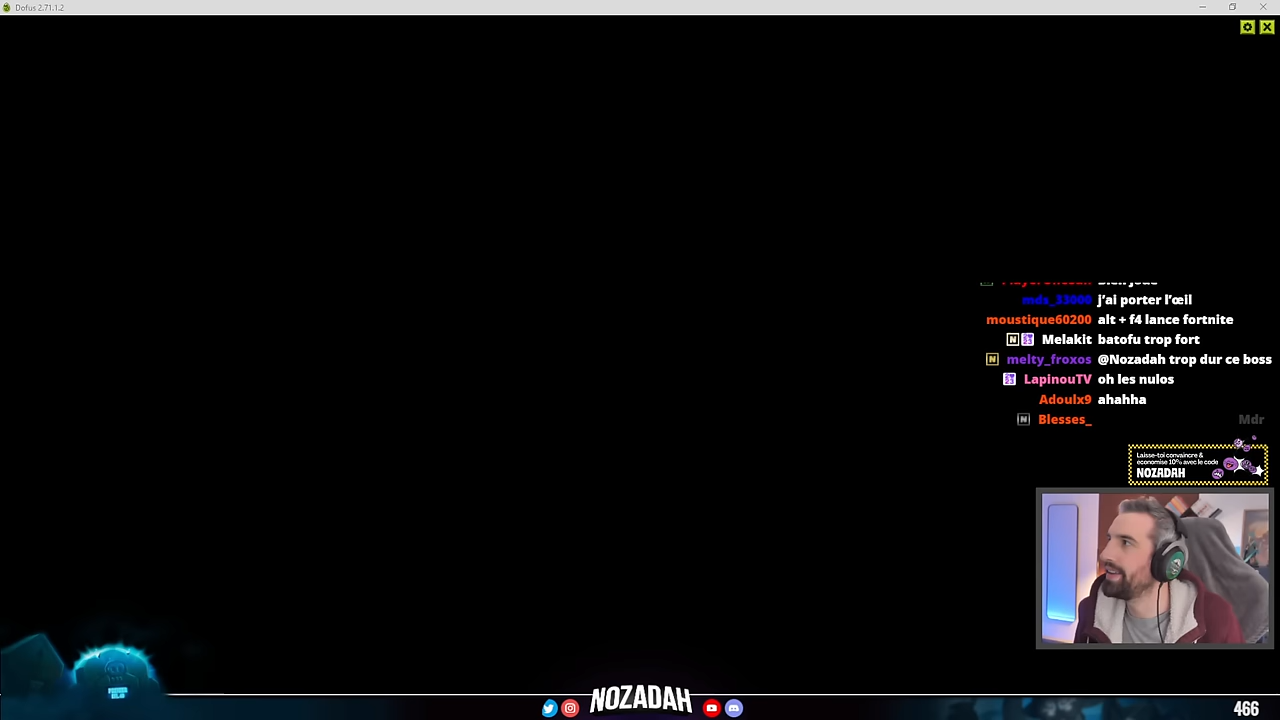 Dofus 2.71.1.2
mds_33000 j'ai porter l'œil
moustique60200 alt + f4 lance fortnite
Melakit batofu trop fort
melty_froxos @Nozadah trop dur ce boss
LapinouTV oh les nulos
Adoulx9 ahahha
Blesses_ Mdr
Laisse-toi convaincre &
economise 10% avec le code
NOZADAH
NOZADAH
466